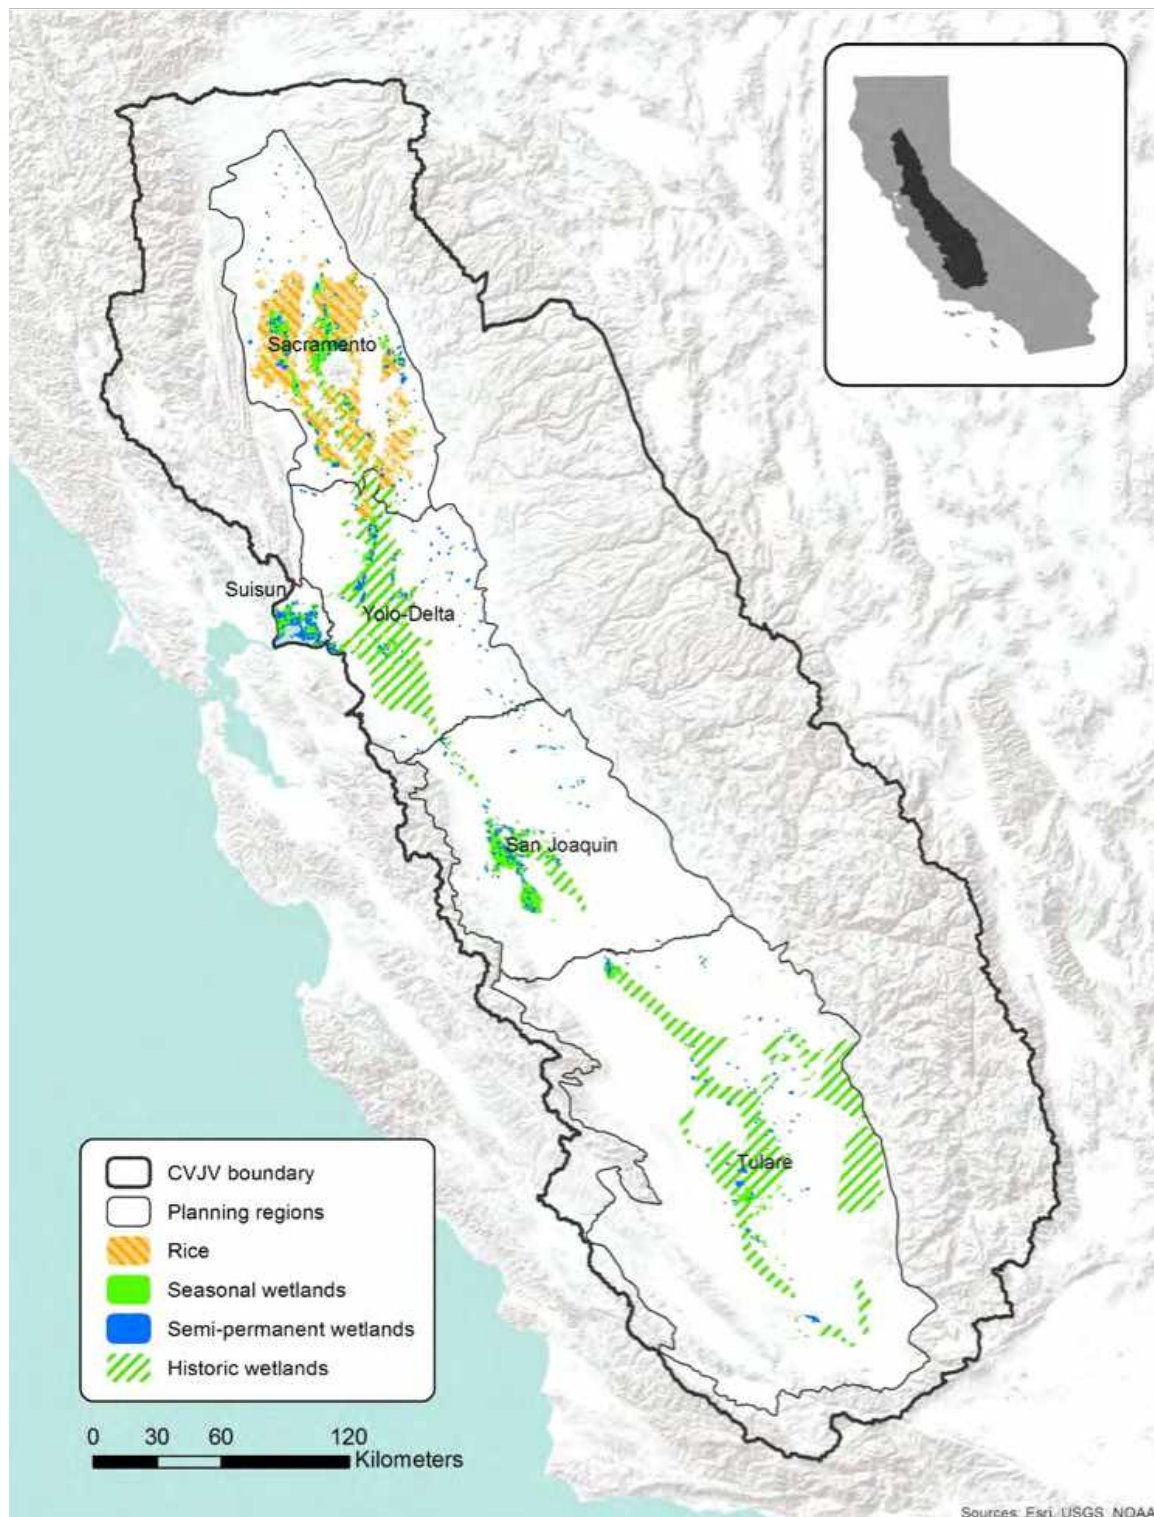 Sacramento
Suisun
Yolo-Delta
San Joaquin
Tulare
CVJV boundary
Planning regions
Rice
Seasonal wetlands
Semi-permanent wetlands
Historic wetlands
0 30 60 120
Kilometers
Sources: Esri, USGS, NOAA